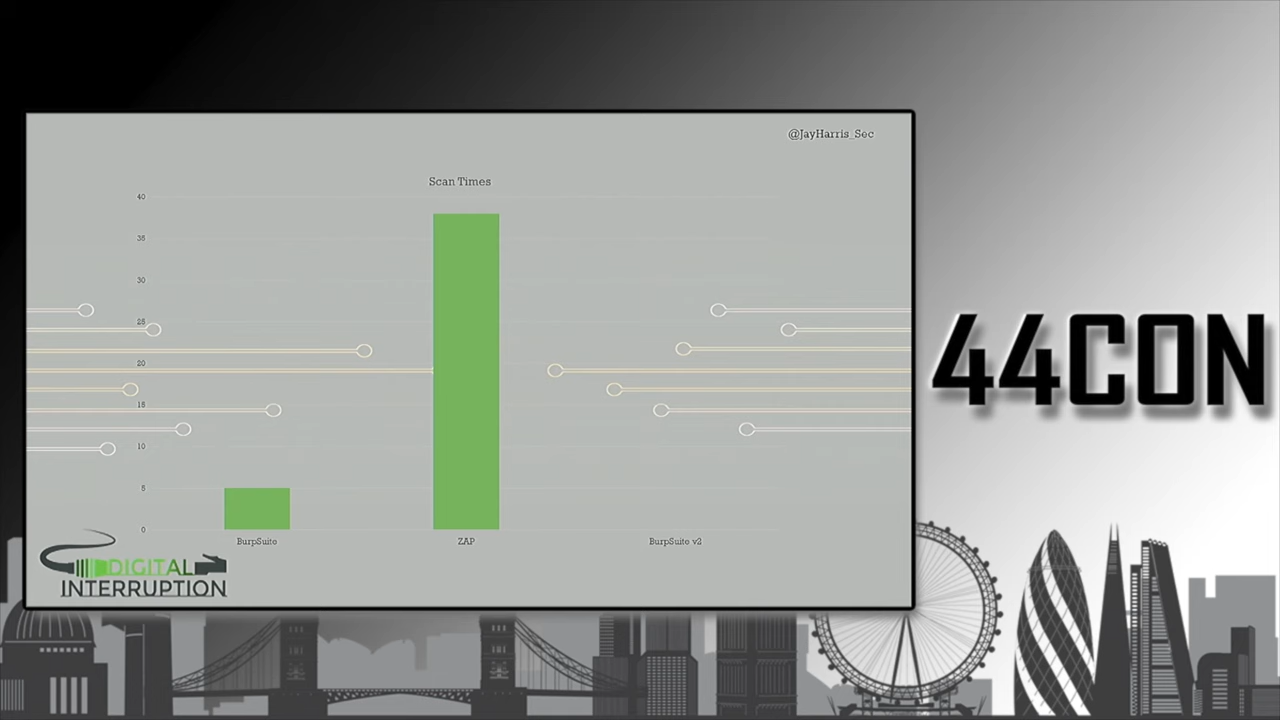 @JayHarris_Sec
Scan Times
40
35
30
25
20
15
10
5
0
BurpSuite
ZAP
BurpSuite v2
DIGITAL
INTERRUPTION
44CON